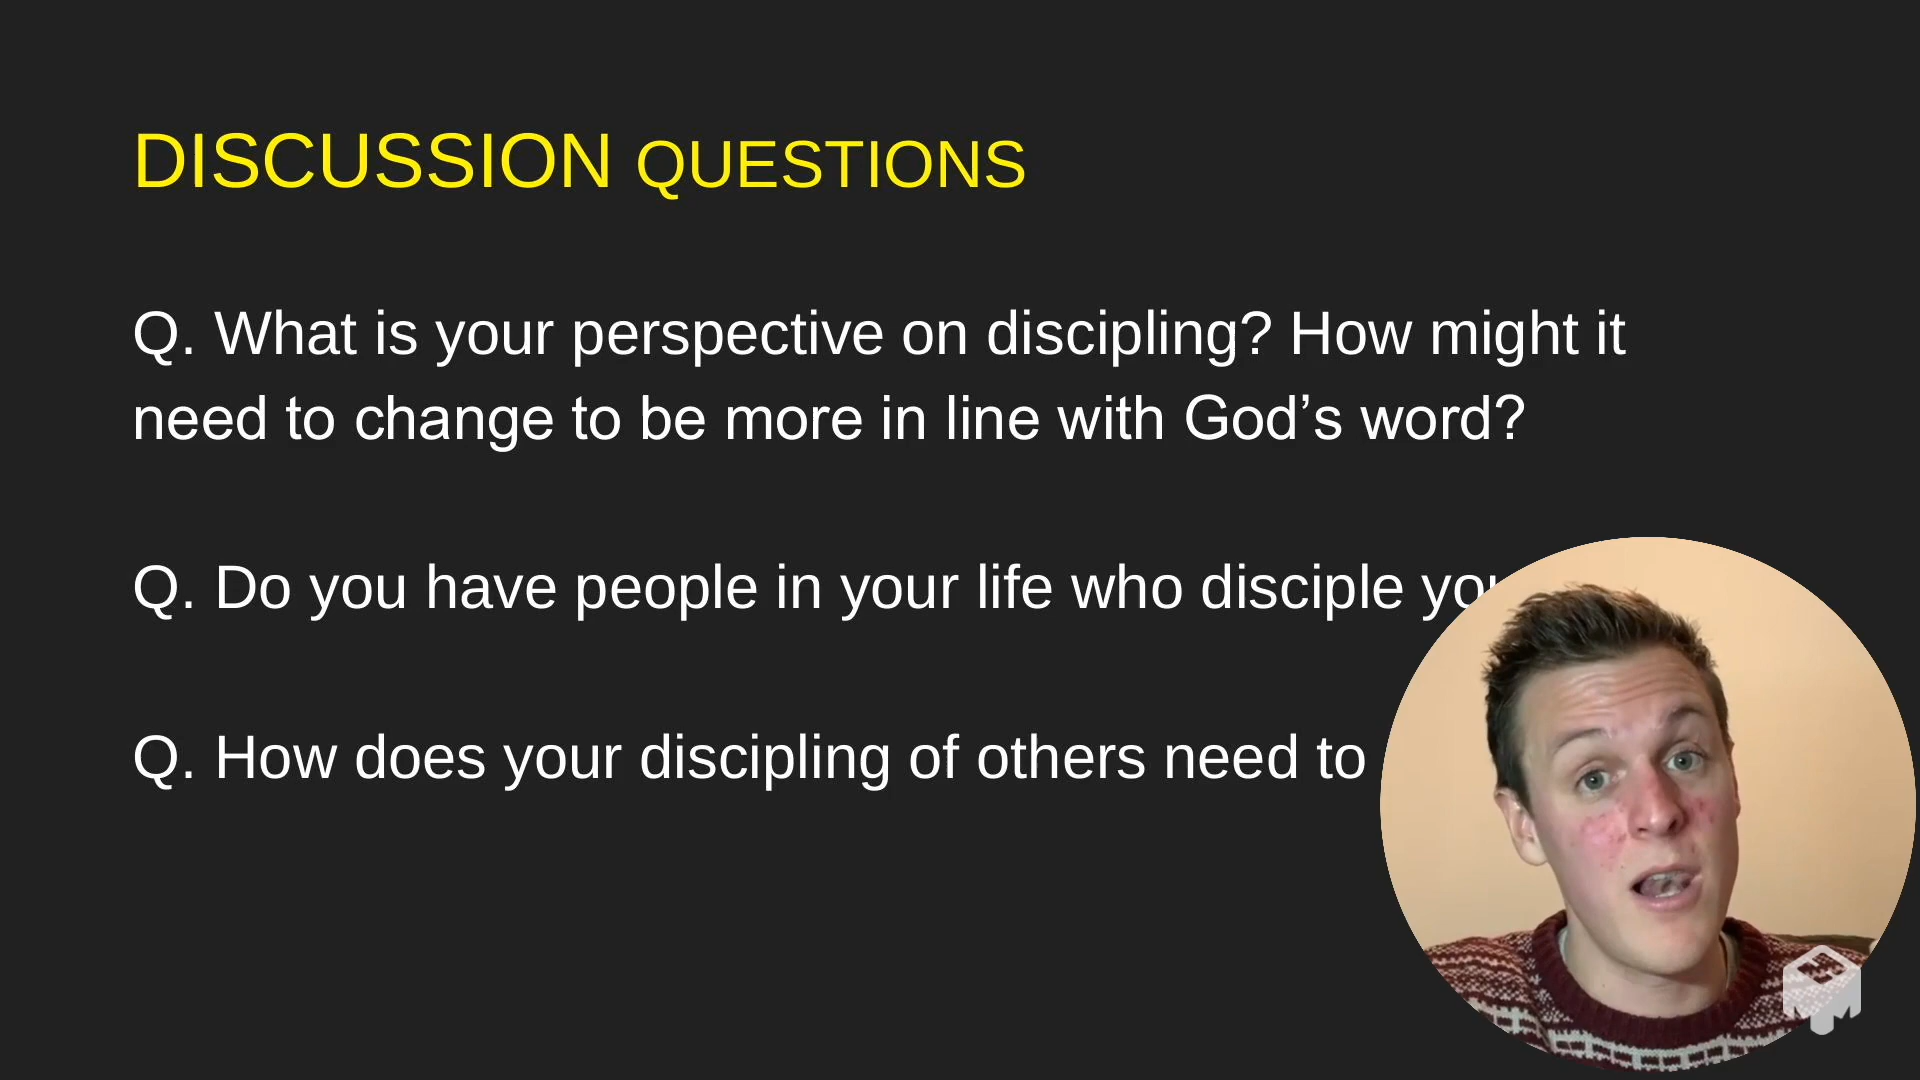 DISCUSSION QUESTIONS
Q. What is your perspective on discipling? How might it
need to change to be more in line with God’s word?
Q. Do you have people in your life who disciple
Q. How does your discipling of others need to